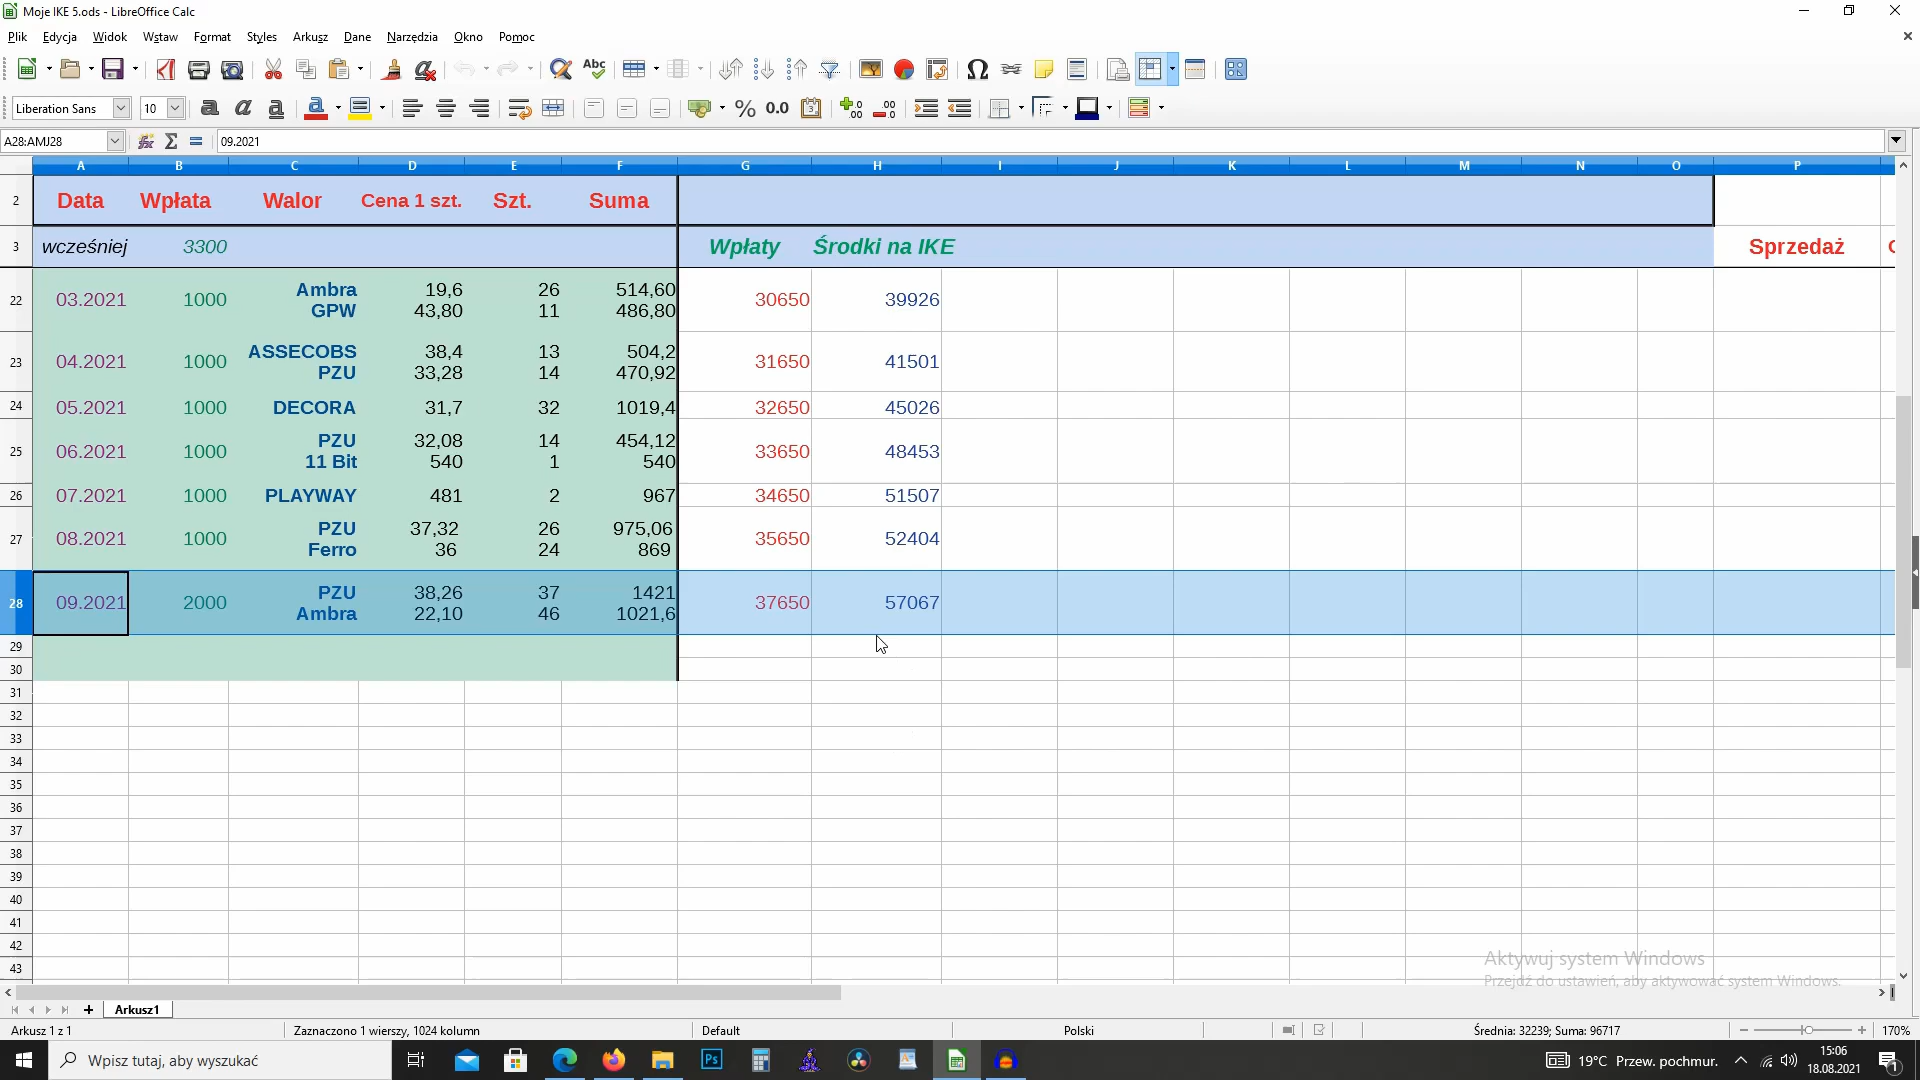 Moje IKE 5.ods - LibreOffice Calc
Plik Edycja Widok Wstaw Format Styles Arkusz Dane Narzędzia Okno Pomoc
Liberation Sans 10
A28:AMJ28 09.2021
A B C D E F G H I J K L M N O P
2 Data Wpłata Walor Cena 1 szt. Szt. Suma
3 wcześniej 3300 Wpłaty Środki na IKE Sprzedaż
22 03.2021 1000 Ambra 19,6 26 514,60 30650 39926
GPW 43,80 11 486,80
23 04.2021 1000 ASSECOBS 38,4 13 504,2 31650 41501
PZU 33,28 14 470,92
24 05.2021 1000 DECORA 31,7 32 1019,4 32650 45026
25 06.2021 1000 PZU 32,08 14 454,12 33650 48453
11 Bit 540 1 540
26 07.2021 1000 PLAYWAY 481 2 967 34650 51507
27 08.2021 1000 PZU 37,32 26 975,06 35650 52404
Ferro 36 24 869
28 09.2021 2000 PZU 38,26 37 1421 37650 57067
Ambra 22,10 46 1021,6
29
30
31
32
33
34
35
36
37
38
39
40
41
42
43
Aktywuj system Windows
Przejdź do ustawień, aby aktywować system Windows.
Arkusz1
Arkusz 1 z 1 Zaznaczono 1 wierszy, 1024 kolumn Default Polski Średnia: 32239; Suma: 96717 170%
Wpisz tutaj, aby wyszukać 19°C Przew. pochmur. 15:06
18.08.2021